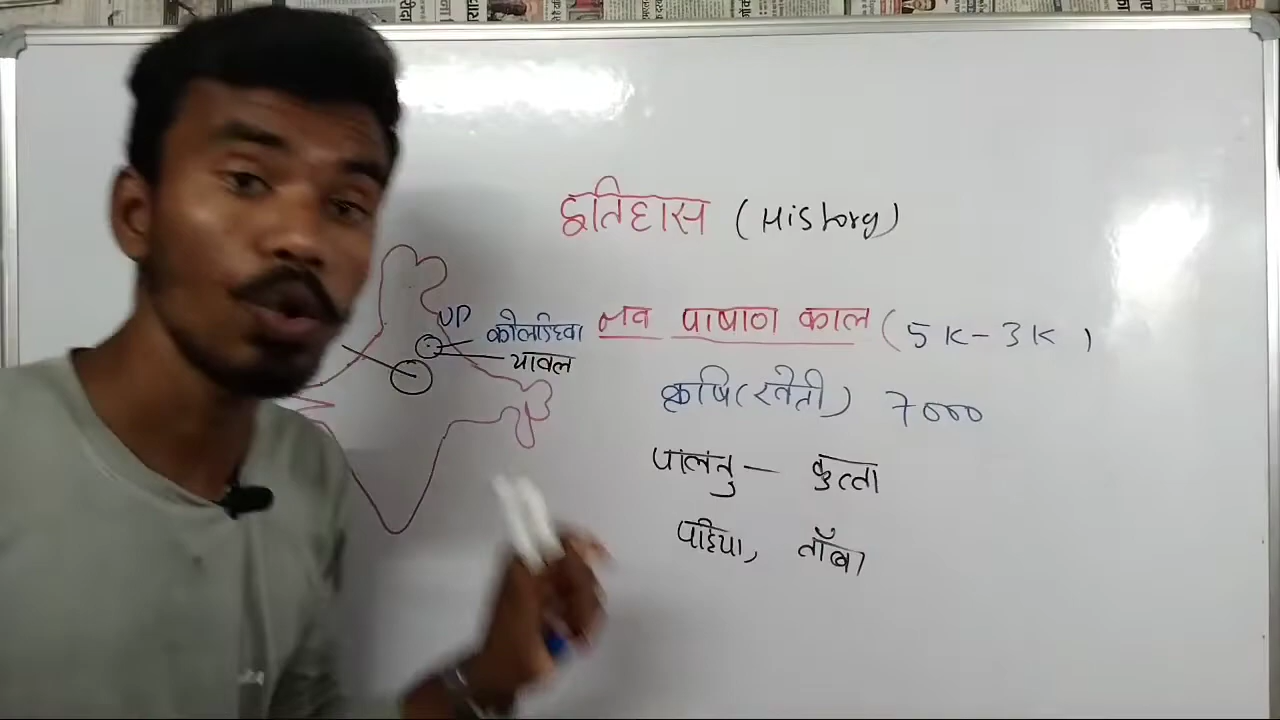 इतिहास (History)
नव पाषाण काल (5K-3K)
UP
कोलडिहवा
चावल
कृषि (खेती) 7000
पालतु — कुत्ता
पहिया, ताँबा